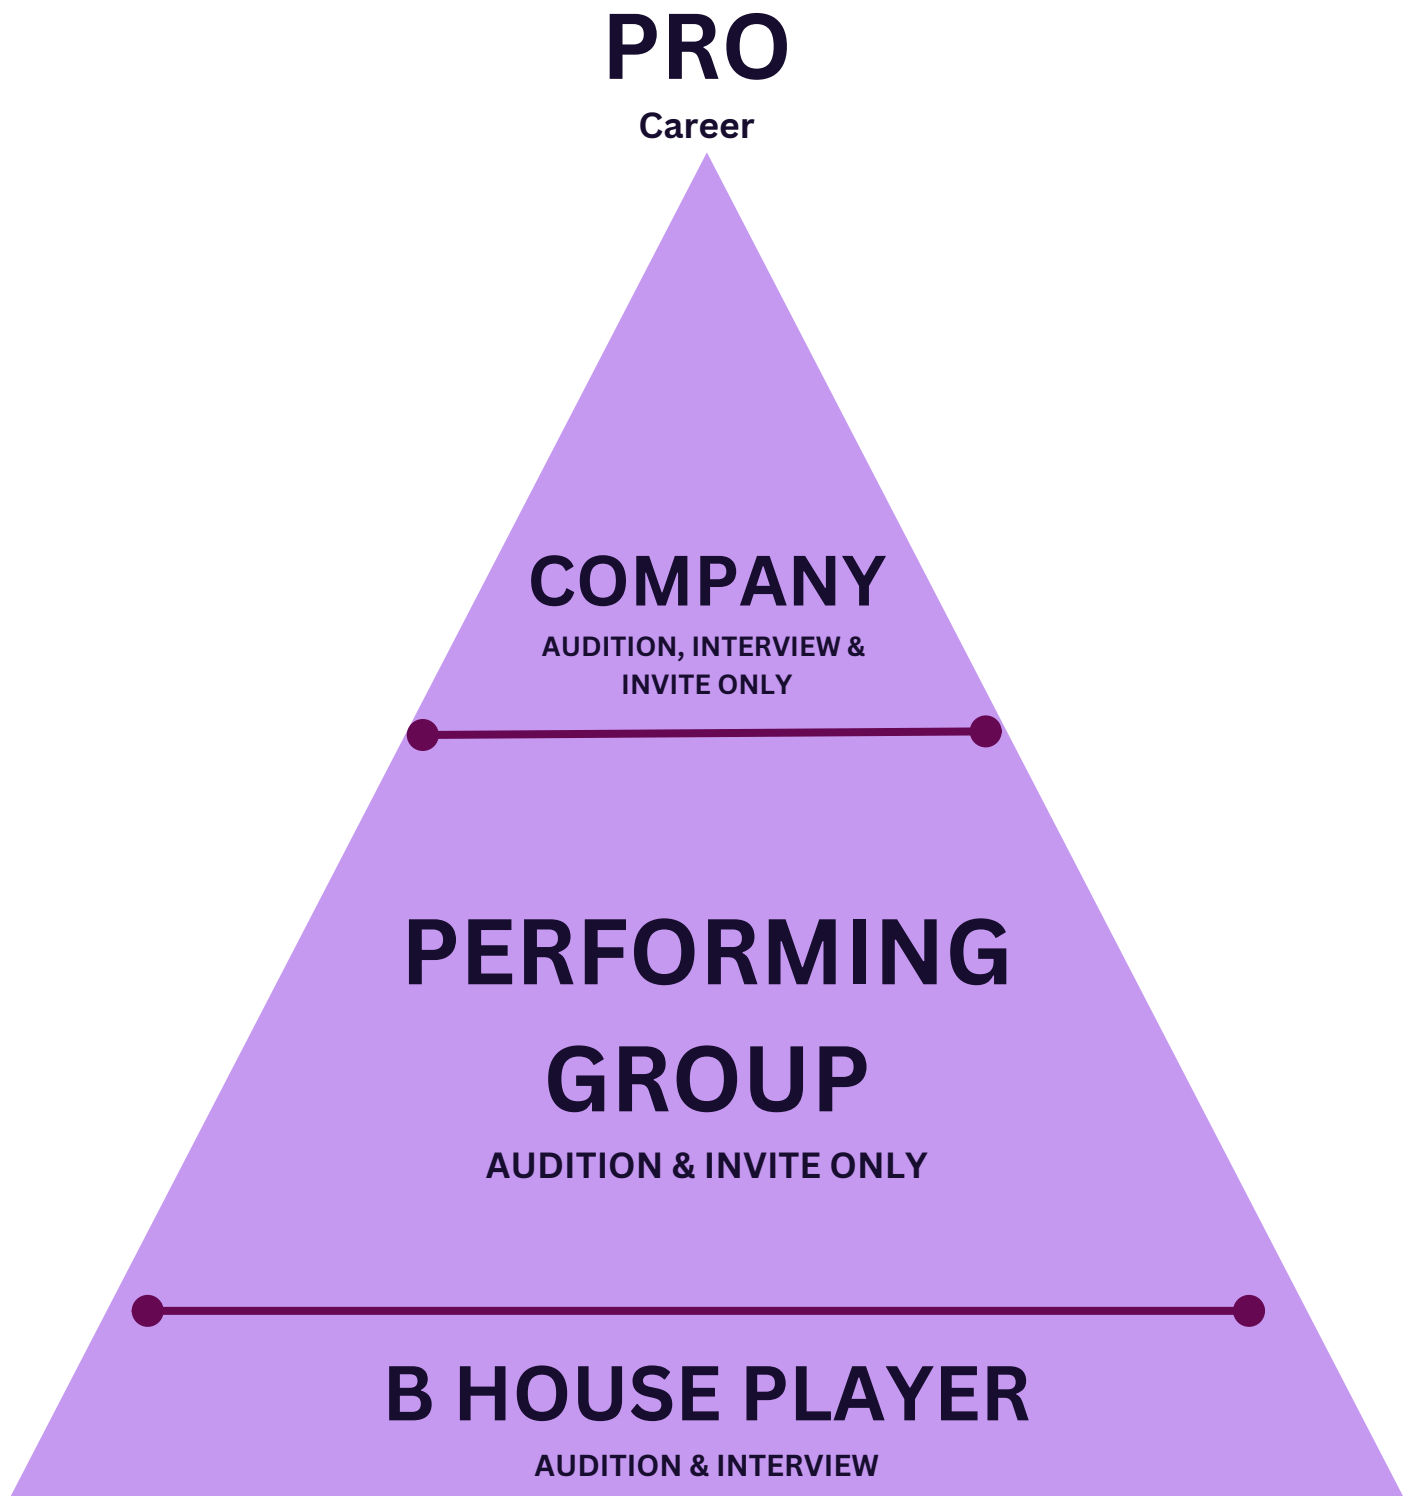 PRO
Career
COMPANY
AUDITION, INTERVIEW &
INVITE ONLY
PERFORMING
GROUP
AUDITION & INVITE ONLY
B HOUSE PLAYER
AUDITION & INTERVIEW